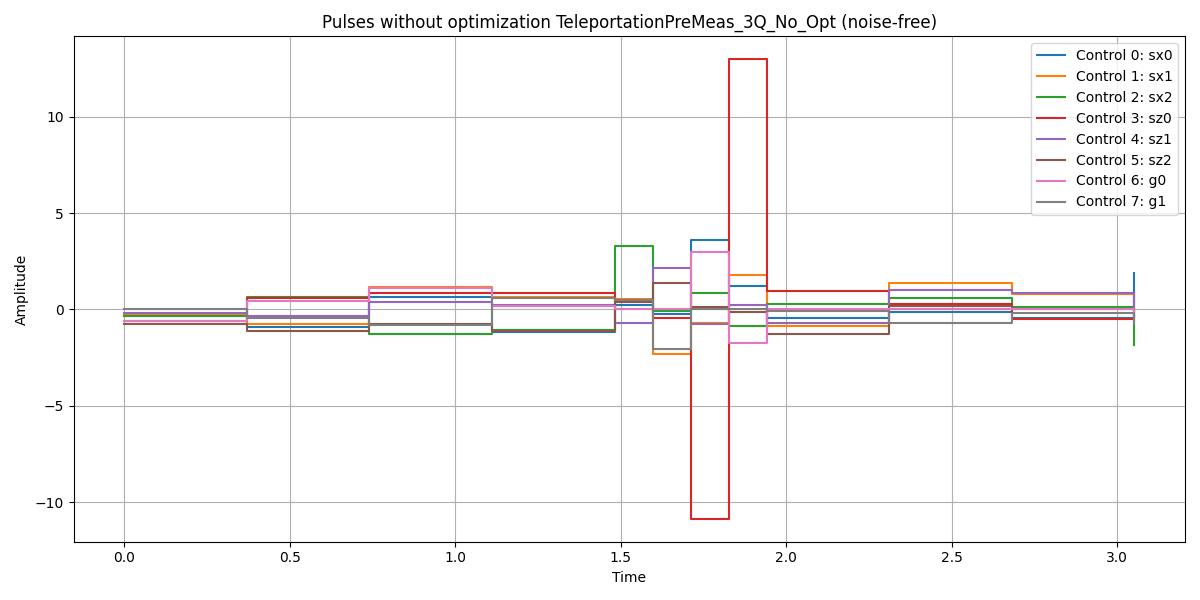 Pulses without optimization TeleportationPreMeas_3Q_No_Opt (noise-free)
Control 0: sx0
Control 1: sx1
Control 2: sx2
Control 3: sz0
Control 4: sz1
Control 5: sz2
Control 6: g0
Control 7: g1
Amplitude
10
5
0
−5
−10
0.0 0.5 1.0 1.5 2.0 2.5 3.0
Time